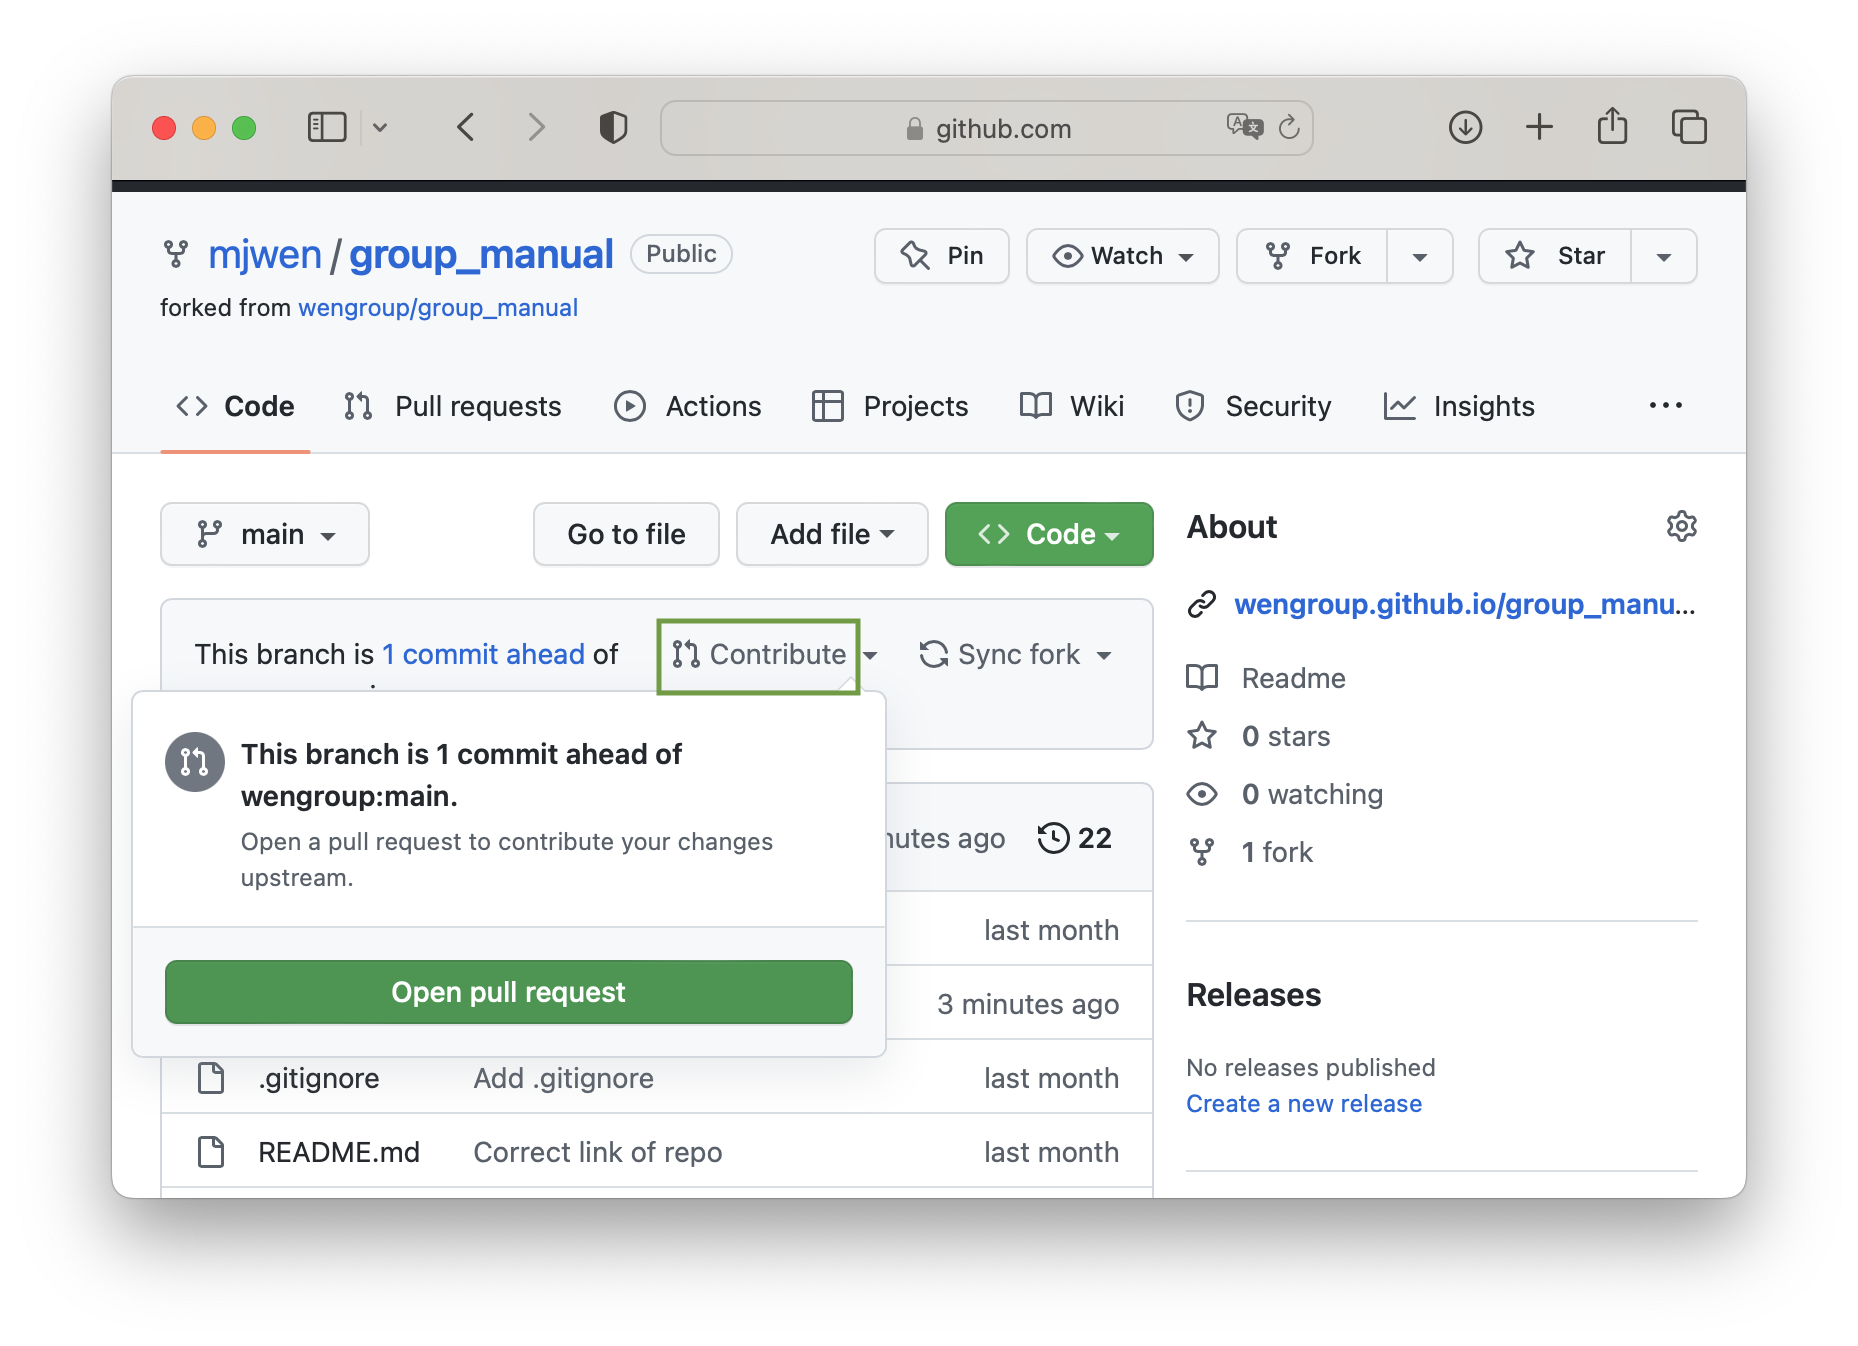 github.com
mjwen / group_manual Public
Pin
Watch
Fork
Star
forked from wengroup/group_manual
Code
Pull requests
Actions
Projects
Wiki
Security
Insights
...
main
Go to file
Add file
Code
This branch is 1 commit ahead of
Contribute
Sync fork
This branch is 1 commit ahead of
wengroup:main.
Open a pull request to contribute your changes
upstream.
Open pull request
ago
22
last month
3 minutes ago
.gitignore Add .gitignore last month
README.md Correct link of repo last month
About
wengroup.github.io/group_manu...
Readme
0 stars
0 watching
1 fork
Releases
No releases published
Create a new release